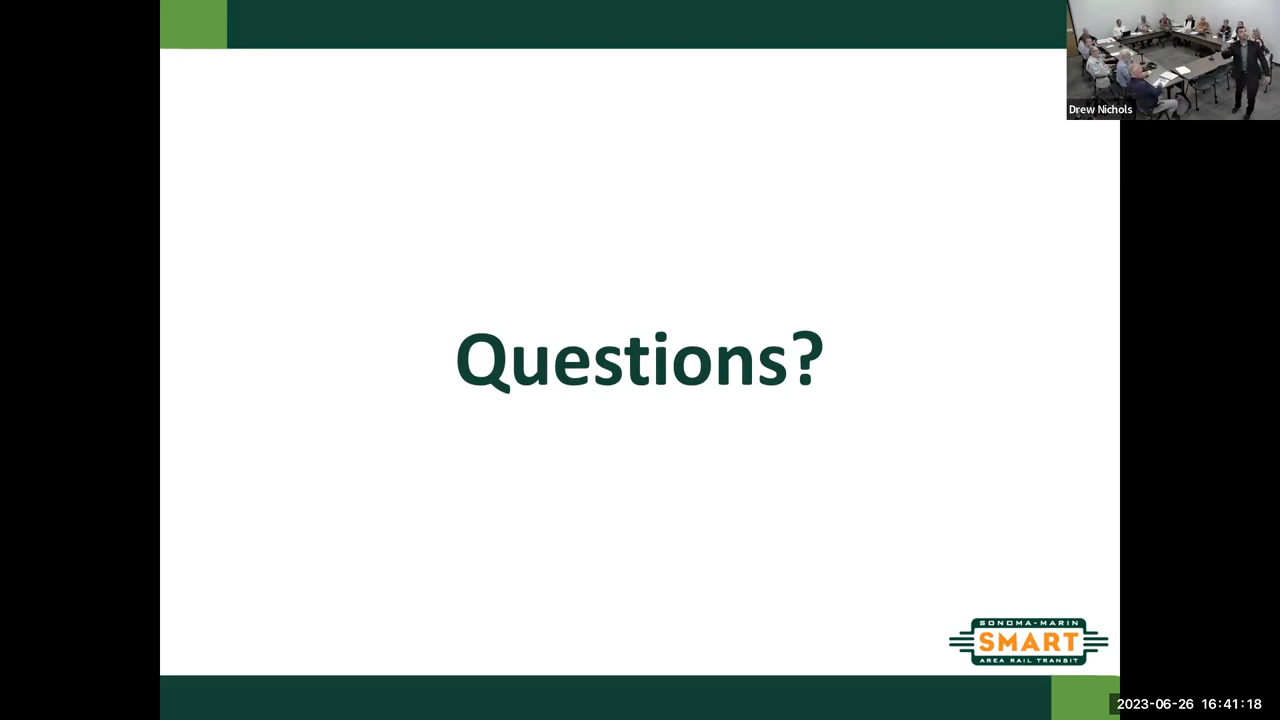 Drew Nichols
Questions?
SONOMA-MARIN
SMART
AREA RAIL TRANSIT
2023-06-26 16:41:18